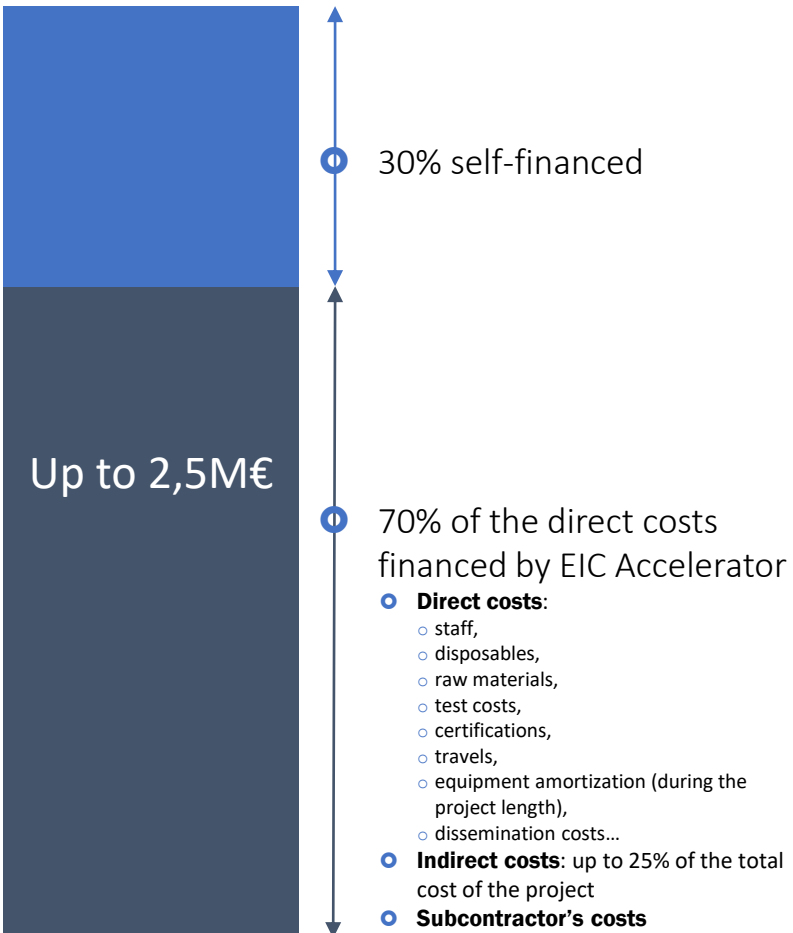 30% self-financed
Up to 2,5M€
70% of the direct costs
financed by EIC Accelerator
Direct costs:
staff,
disposables,
raw materials,
test costs,
certifications,
travels,
equipment amortization (during the
project length),
dissemination costs…
Indirect costs: up to 25% of the total
cost of the project
Subcontractor's costs